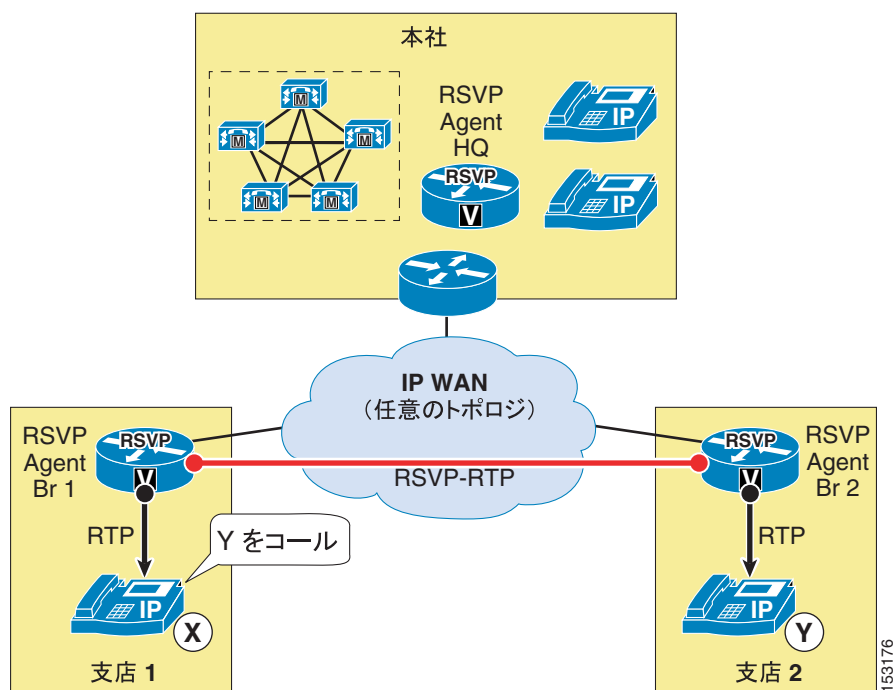 本社
M
M
M
M
M
RSVP
Agent
HQ
RSVP
V
IP
IP
IP WAN
（任意のトポロジ）
RSVP
Agent
Br 1
RSVP
V
RSVP-RTP
RSVP
V
RSVP
Agent
Br 2
RTP
Y をコール
IP
X
支店 1
RTP
IP
Y
支店 2
153176